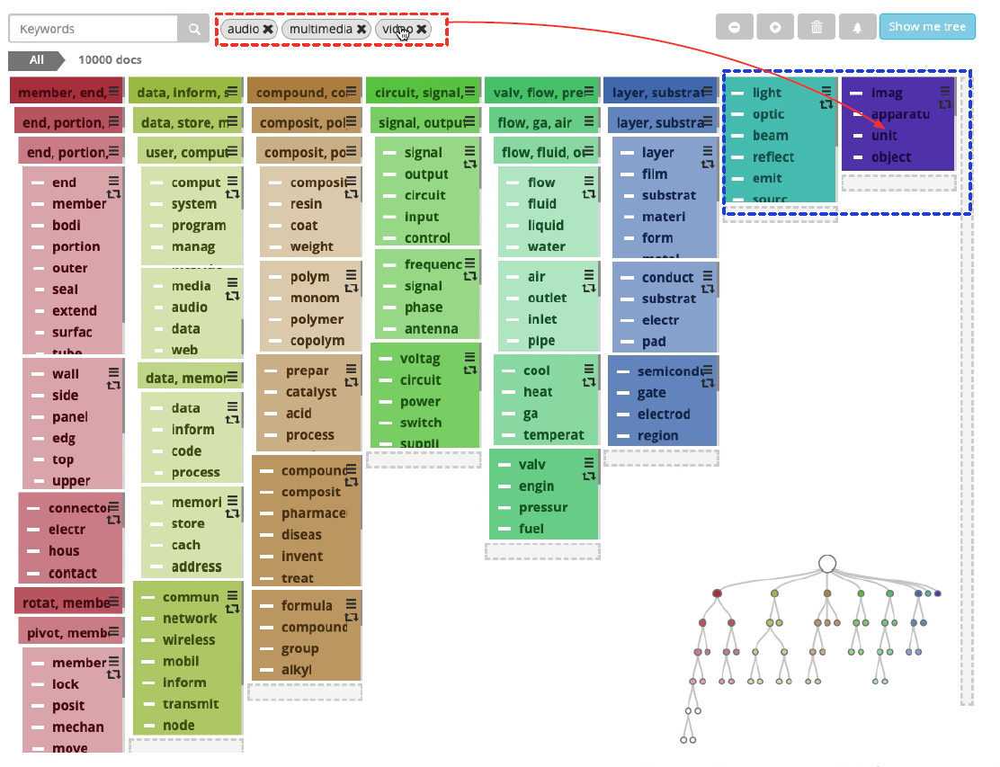 Keywords
audio ✖ multimedia ✖ video ✖
Show me tree
All 10000 docs
member, end,
end, portion,
end, portion,
end
member
bodi
portion
outer
seal
extend
surfac
tube
wall
side
panel
edg
top
upper
connector
electr
hous
contact
rotat, membe
pivot, memb
member
lock
posit
mechan
move
data, inform, s
data, store, m
user, comput
comput
system
program
manag
media
audio
data
web
data, memor
data
inform
code
process
memori
store
cach
address
commun
network
wireless
mobil
inform
transmit
node
compound, co
composit, pol
composit, po
composit
resin
coat
weight
polym
monom
polymer
copolym
prepar
catalyst
acid
process
compound
composit
pharmace
diseas
invent
treat
formula
compound
group
alkyl
circuit, signal,
signal, output
signal
output
circuit
input
control
frequenc
signal
phase
antenna
voltag
circuit
power
switch
suppli
valv, flow, pre
flow, ga, air
flow, fluid, o
flow
fluid
liquid
water
air
outlet
inlet
pipe
cool
heat
ga
temperat
valv
engin
pressur
fuel
layer, substrat
layer, substra
layer
film
substrat
materi
form
metal
conduct
substrat
electr
pad
semicondu
gate
electrod
region
light
optic
beam
reflect
emit
sourc
imag
apparatu
unit
object